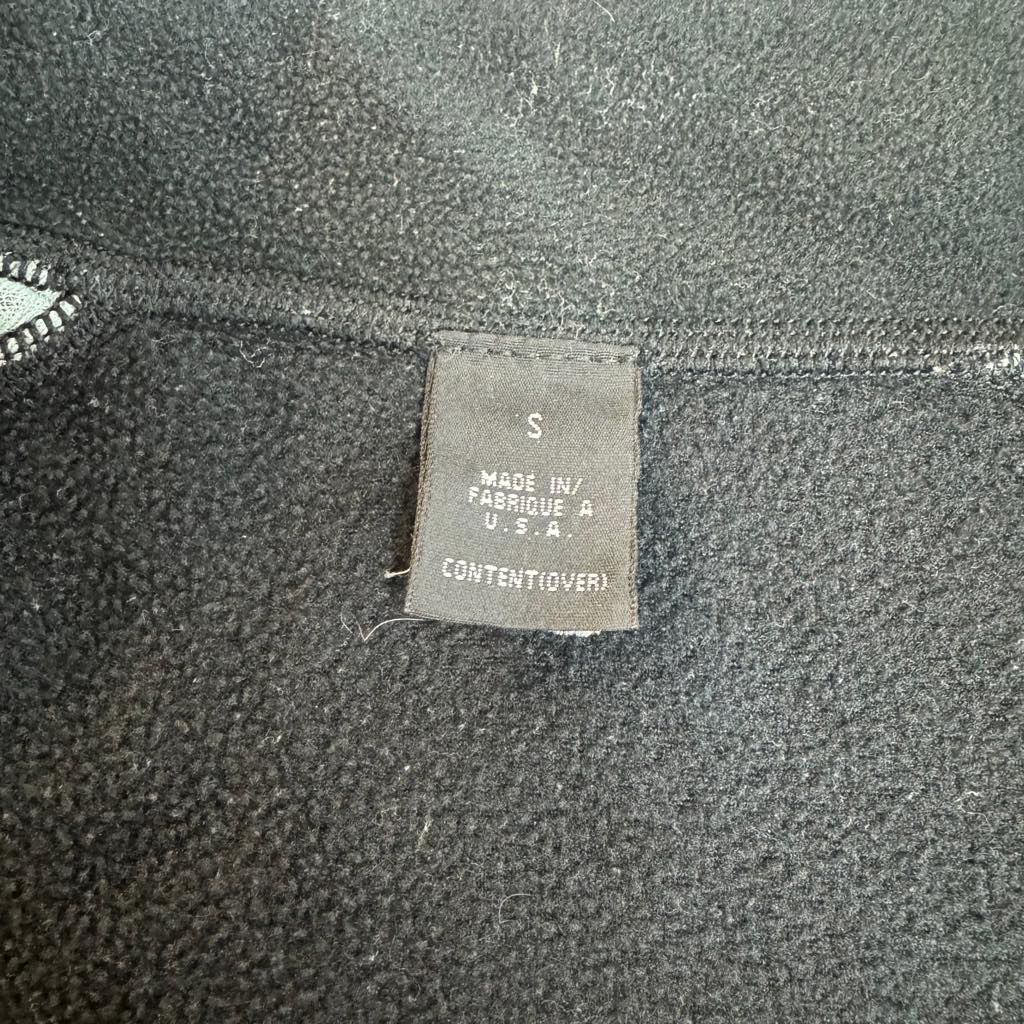 S
MADE IN/
FABRIQUE A
U.S.A.
CONTENT(OVER)